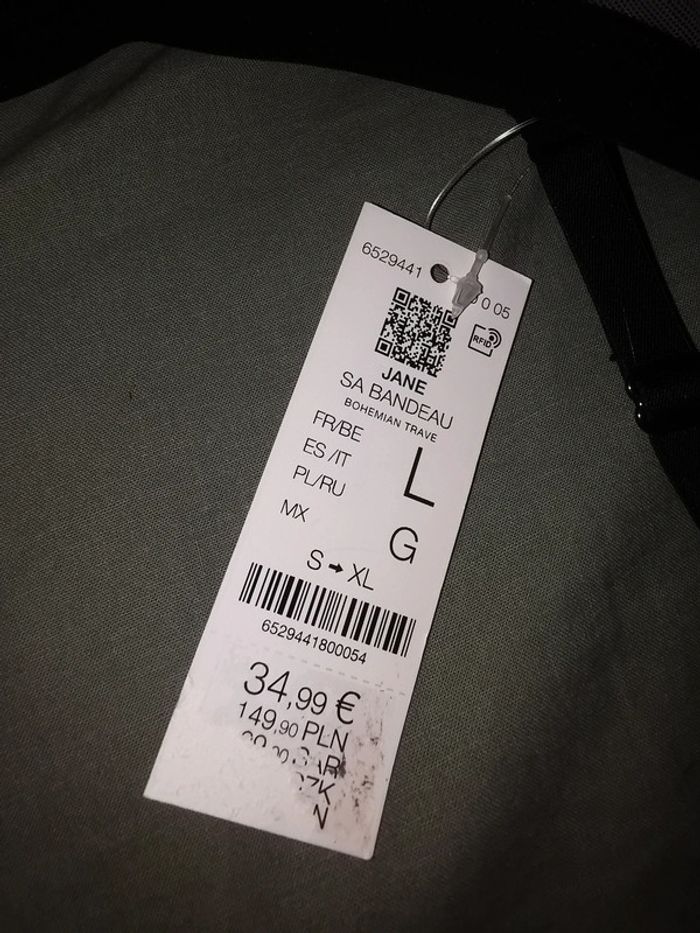 6529441 0 05
RFID
JANE
SA BANDEAU
BOHEMIAN TRAVE
FR/BE
ES /IT L
PL/RU
MX G
S → XL
6529441800054
34,99 €
149,90 PLN
N